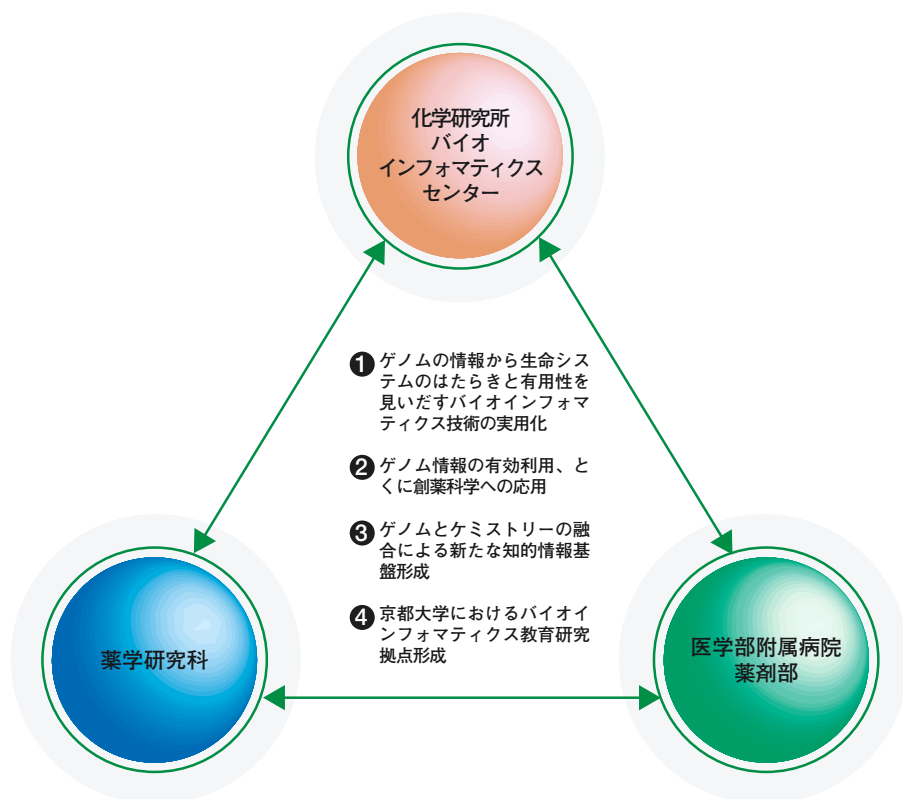 化学研究所
バイオ
インフォマティクス
センター
❶ ゲノムの情報から生命シス
テムのはたらきと有用性を
見いだすバイオインフォマ
ティクス技術の実用化
❷ ゲノム情報の有効利用、と
くに創薬科学への応用
❸ ゲノムとケミストリーの融
合による新たな知的情報基
盤形成
❹ 京都大学におけるバイオイ
ンフォマティクス教育研究
拠点形成
薬学研究科
医学部附属病院
薬剤部